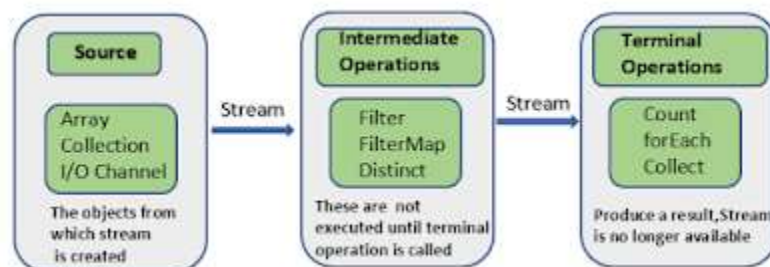 Source
Array
Collection
I/O Channel
The objects from
which stream
is created
Stream
Intermediate
Operations
Filter
FilterMap
Distinct
These are not
executed until terminal
operation is called
Stream
Terminal
Operations
Count
forEach
Collect
Produce a result,Stream
is no longer available